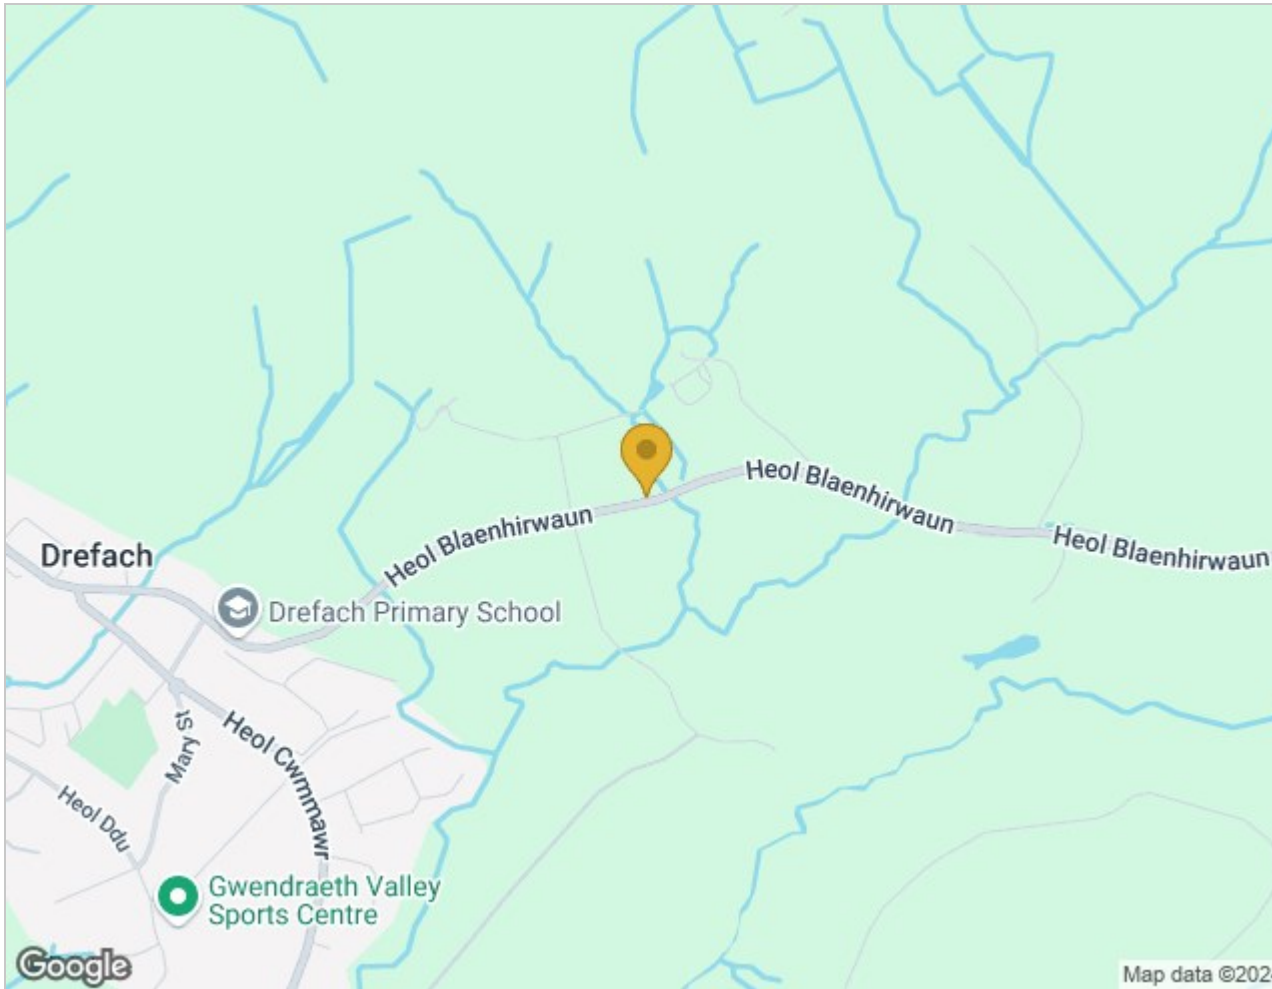 Heol Blaenhirwaun
Heol Blaenhirwaun
Heol Blaenhirwaun
Drefach
Drefach Primary School
Mary St
Heol Cwmmawr
Heol Ddu
Gwendraeth Valley
Sports Centre
Google
Map data ©2024